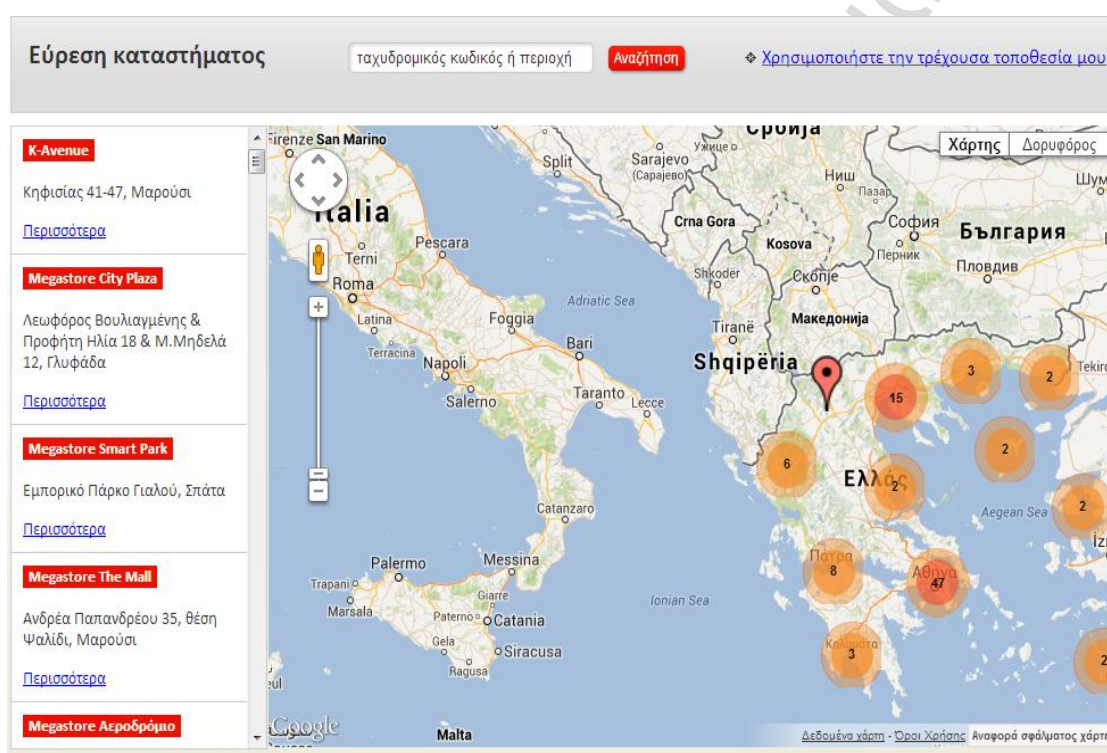 Εύρεση καταστήματος
ταχυδρομικός κωδικός ή περιοχή
Αναζήτηση
Χρησιμοποιήστε την τρέχουσα τοποθεσία μου
K-Avenue
Κηφισίας 41-47, Μαρούσι
Περισσότερα
Megastore City Plaza
Λεωφόρος Βουλιαγμένης &
Προφήτη Ηλία 18 & Μ.Μηδελά
12, Γλυφάδα
Περισσότερα
Megastore Smart Park
Εμπορικό Πάρκο Γιαλού, Σπάτα
Περισσότερα
Megastore The Mall
Ανδρέα Παπανδρέου 35, θέση
Ψαλίδι, Μαρούσι
Περισσότερα
Megastore Αεροδρόμιο
Χάρτης
Δορυφόρος
Firenze
San Marino
Split
Sarajevo
(Сарајево)
Ужице
Ниш
Italia
Pescara
Terni
Roma
Latina
Terracina
Foggia
Napoli
Salerno
Bari
Taranto
Lecce
Adriatic Sea
Crna Gora
Kosova
Shkodër
Скопје
София
Перник
България
Пловдив
Tiranë
Македонија
Shqipëria
3
2
15
6
2
Ελλάς
2
2
Aegean Sea
Catanzaro
Palermo
Messina
Trapani
Marsala
Giarre
Paterno
Catania
Gela
Siracusa
Ragusa
Ionian Sea
Πάτρα
8
Αθήνα
47
Καλαμάτα
3
2
Malta
Google
Δεδομένα χάρτη - Όροι Χρήσης
Αναφορά σφάλματος χάρτη